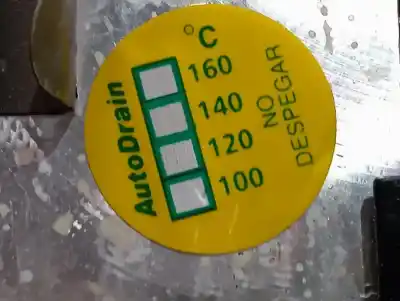 °C
AutoDrain
160
140
120
100
NO
DESPEGAR